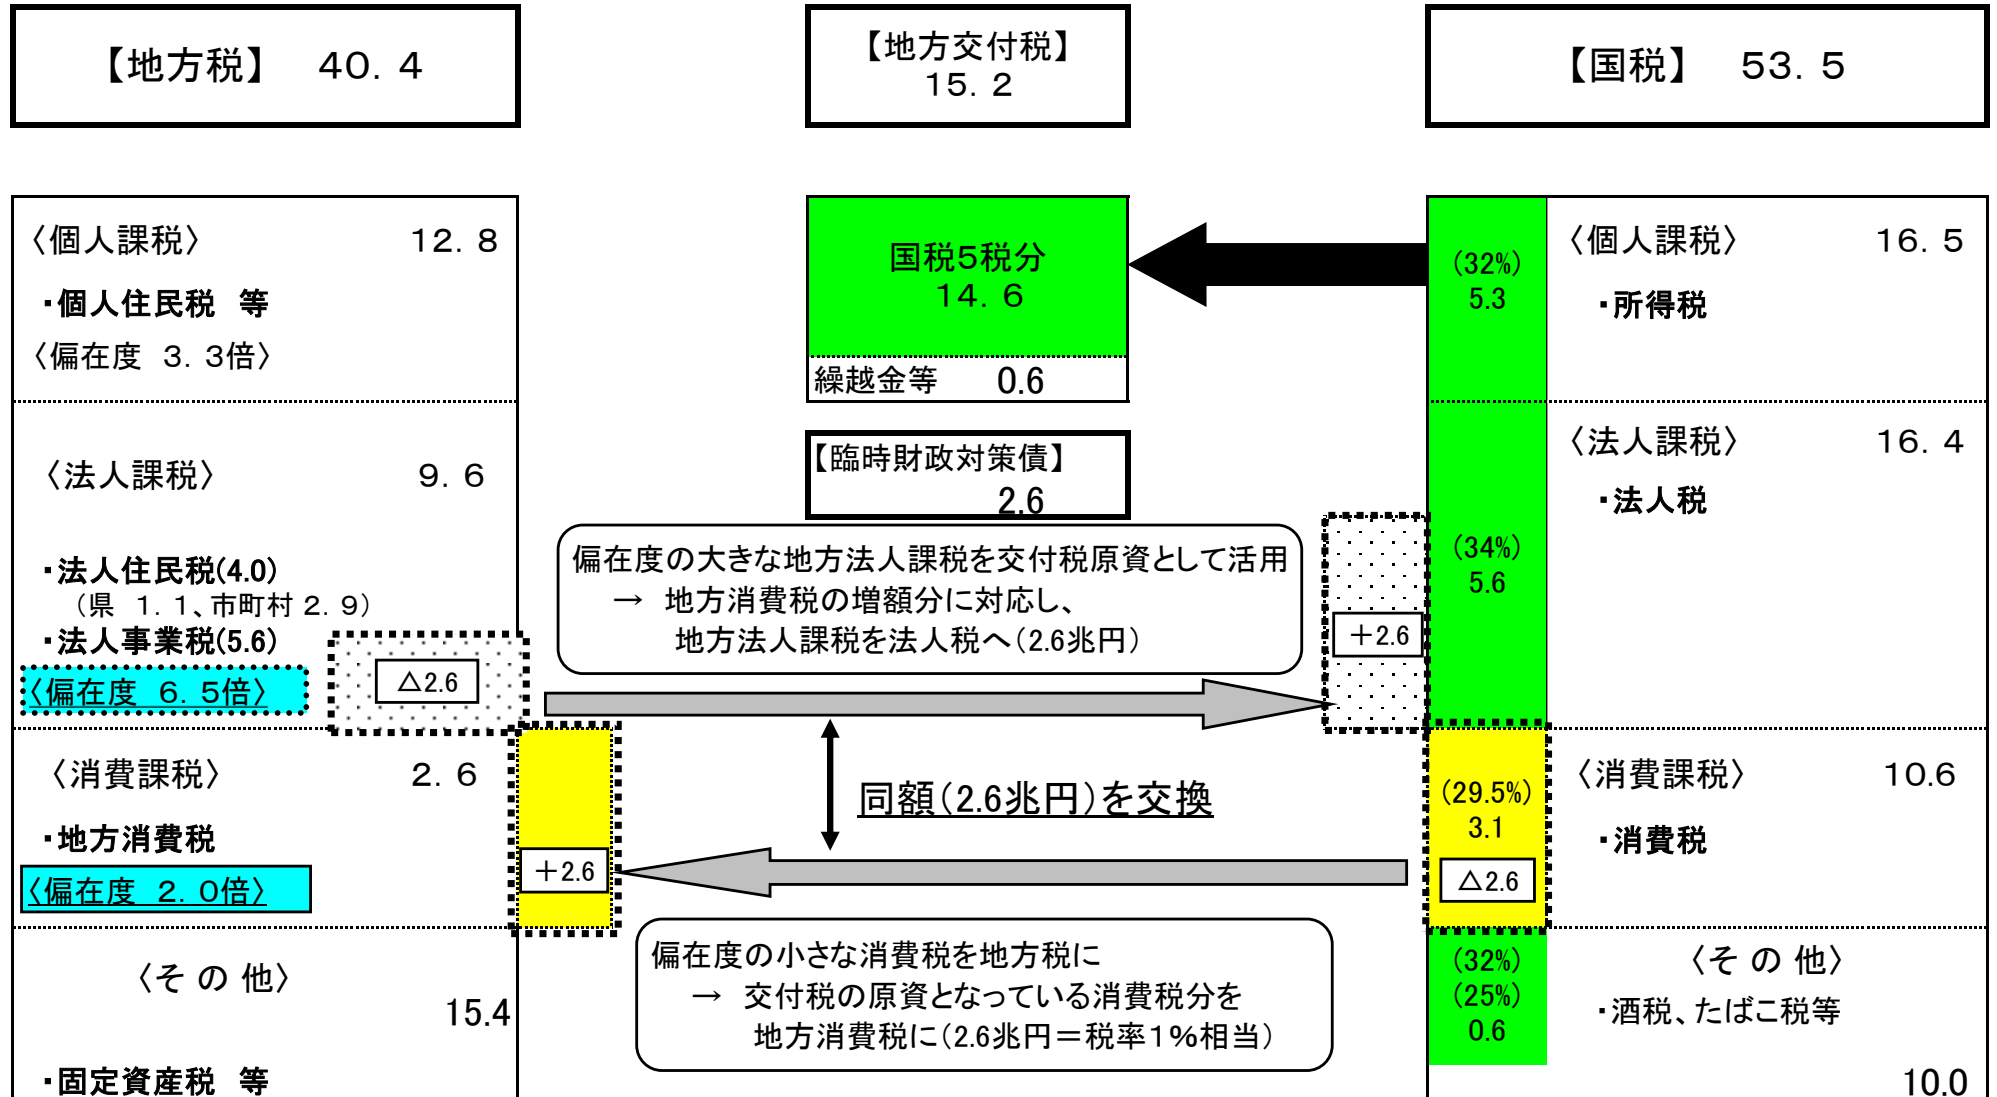 【地方税】　40．4
【地方交付税】
15．2
【国税】　53．5
〈個人課税〉　12．8
・個人住民税　等
〈偏在度　3．3倍〉
〈法人課税〉　9．6
・法人住民税(4.0)
（県　1．1、市町村 2．9）
・法人事業税(5.6)
〈偏在度　6．5倍〉
△2.6
〈消費課税〉　2．6
・地方消費税
〈偏在度　2．0倍〉
＋2.6
〈そ の 他〉
15.4
・固定資産税　等
国税5税分
14．6
繰越金等　0.6
【臨時財政対策債】
2.6
偏在度の大きな地方法人課税を交付税原資として活用
→　地方消費税の増額分に対応し、
地方法人課税を法人税へ（2.6兆円）
同額（2.6兆円）を交換
偏在度の小さな消費税を地方税に
→　交付税の原資となっている消費税分を
地方消費税に（2.6兆円＝税率1％相当）
＋2.6
(32%)
5.3
〈個人課税〉　16．5
・所得税
(34%)
5.6
〈法人課税〉　16．4
・法人税
(29.5%)
3.1
△2.6
〈消費課税〉　10.6
・消費税
(32%)
(25%)
0.6
〈そ の 他〉
・酒税、たばこ税等
10.0